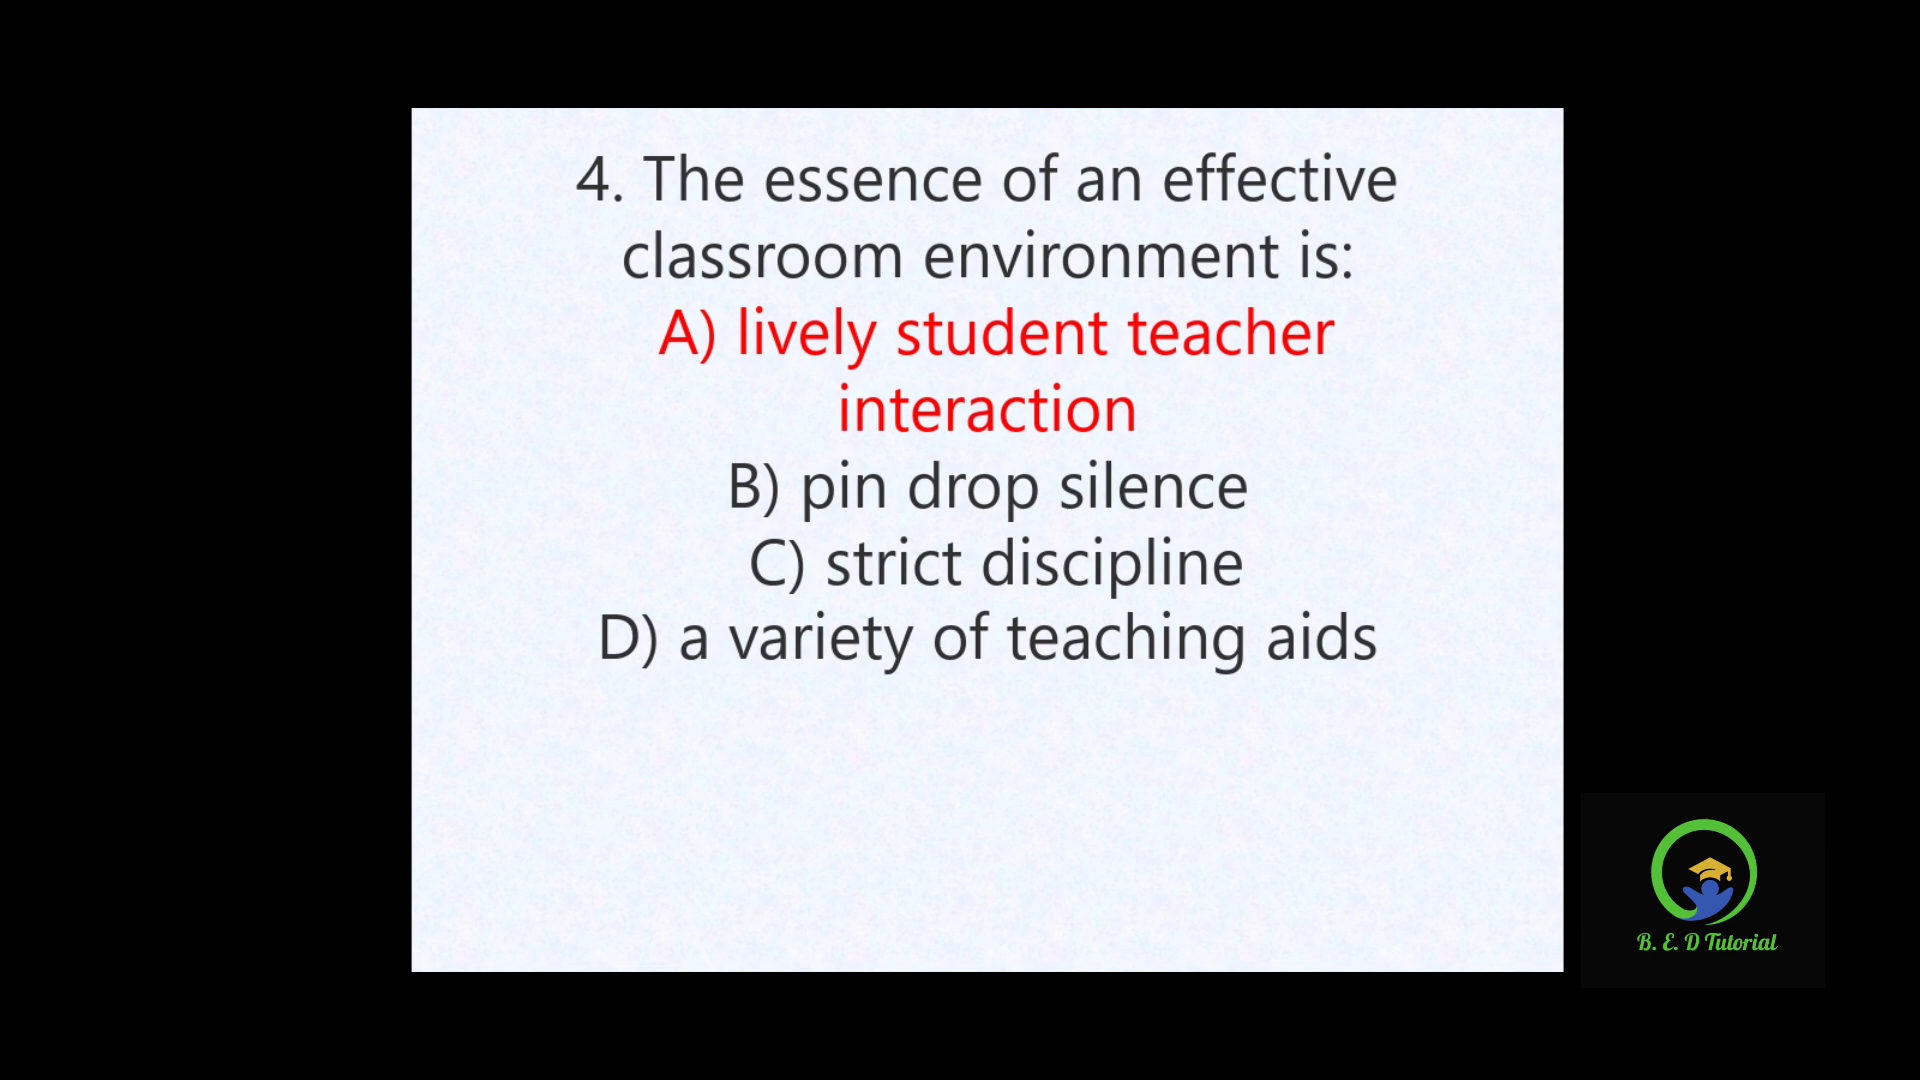 4. The essence of an effective
classroom environment is:
A) lively student teacher
interaction
B) pin drop silence
C) strict discipline
D) a variety of teaching aids
B. E. D Tutorial